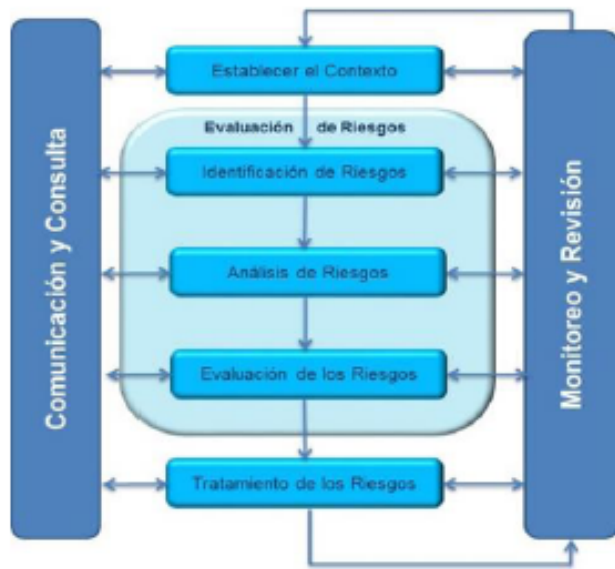 Establecer el Contexto
Evaluación de Riesgos
Identificación de Riesgos
Análisis de Riesgos
Evaluación de los Riesgos
Tratamiento de los Riesgos
Comunicación y Consulta
Monitoreo y Revisión